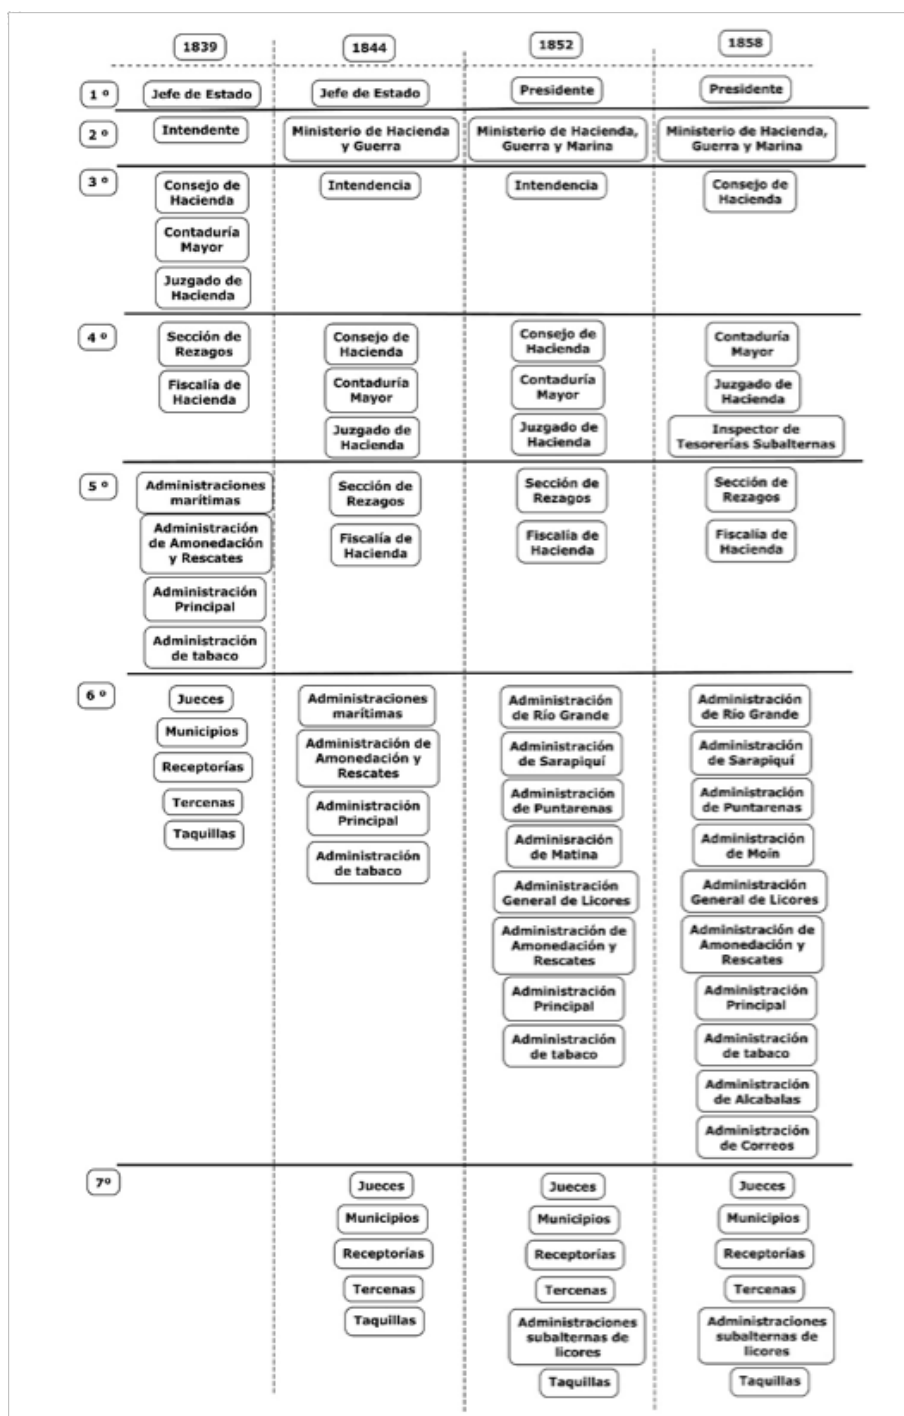 1839
1844
1852
1858
1 º
Jefe de Estado
Jefe de Estado
Presidente
Presidente
2 º
Intendente
Ministerio de Hacienda
y Guerra
Ministerio de Hacienda,
Guerra y Marina
Ministerio de Hacienda,
Guerra y Marina
3 º
Consejo de
Hacienda
Contaduría
Mayor
Juzgado de
Hacienda
Intendencia
Intendencia
Consejo de
Hacienda
4 º
Sección de
Rezagos
Fiscalía de
Hacienda
Consejo de
Hacienda
Contaduría
Mayor
Juzgado de
Hacienda
Consejo de
Hacienda
Contaduría
Mayor
Juzgado de
Hacienda
Contaduría
Mayor
Juzgado de
Hacienda
Inspector de
Tesorerías Subalternas
5 º
Administraciones
marítimas
Administración
de Amonedación
y Rescates
Administración
Principal
Administración
de tabaco
Sección de
Rezagos
Fiscalía de
Hacienda
Sección de
Rezagos
Fiscalía de
Hacienda
Sección de
Rezagos
Fiscalía de
Hacienda
6 º
Jueces
Municipios
Receptorías
Tercenas
Taquillas
Administraciones
marítimas
Administración de
Amonedación y
Rescates
Administración
Principal
Administración
de tabaco
Administración
de Río Grande
Administración
de Sarapiquí
Administración
de Puntarenas
Adminisración
de Matina
Administración
General de Licores
Administración de
Amonedación y
Rescates
Administración
Principal
Administración
de tabaco
Administración
de Río Grande
Administración
de Sarapiquí
Administración
de Puntarenas
Administración
de Moín
Administración
General de Licores
Administración de
Amonedación y
Rescates
Administración
Principal
Administración
de tabaco
Administración
de Alcabalas
Administración
de Correos
7º
Jueces
Municipios
Receptorías
Tercenas
Taquillas
Jueces
Municipios
Receptorías
Tercenas
Administraciones
subalternas de
licores
Taquillas
Jueces
Municipios
Receptorías
Tercenas
Administraciones
subalternas de
licores
Taquillas